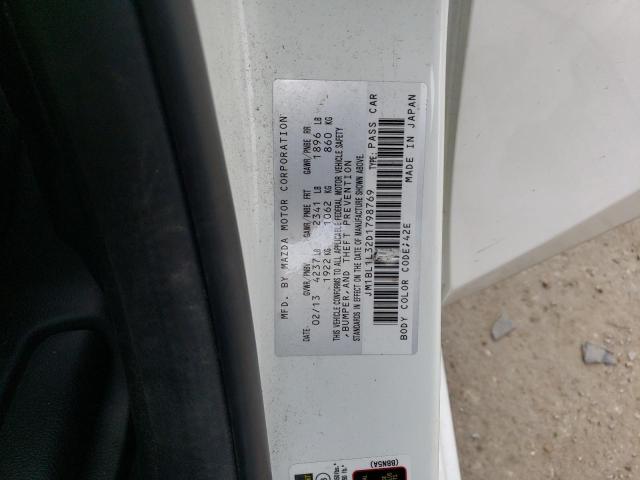 MFD. BY MAZDA MOTOR CORPORATION
DATE: GVWR/PNBV GAWR/PNBE FRT GAWR/PNBE RR
02/13 4237 LB 2341 LB 1896 LB
1922 KG 1062 KG 860 KG
THIS VEHICLE CONFORMS TO ALL APPLICABLE FEDERAL MOTOR VEHICLE SAFETY
,BUMPER,AND THEFT PREVENTION
STANDARDS IN EFFECT ON THE DATE OF MANUFACTURE SHOWN ABOVE.
JM1BL1L32D1798769 TYPE: PASS CAR
BODY COLOR CODE:42E MADE IN JAPAN
(BBN5A)